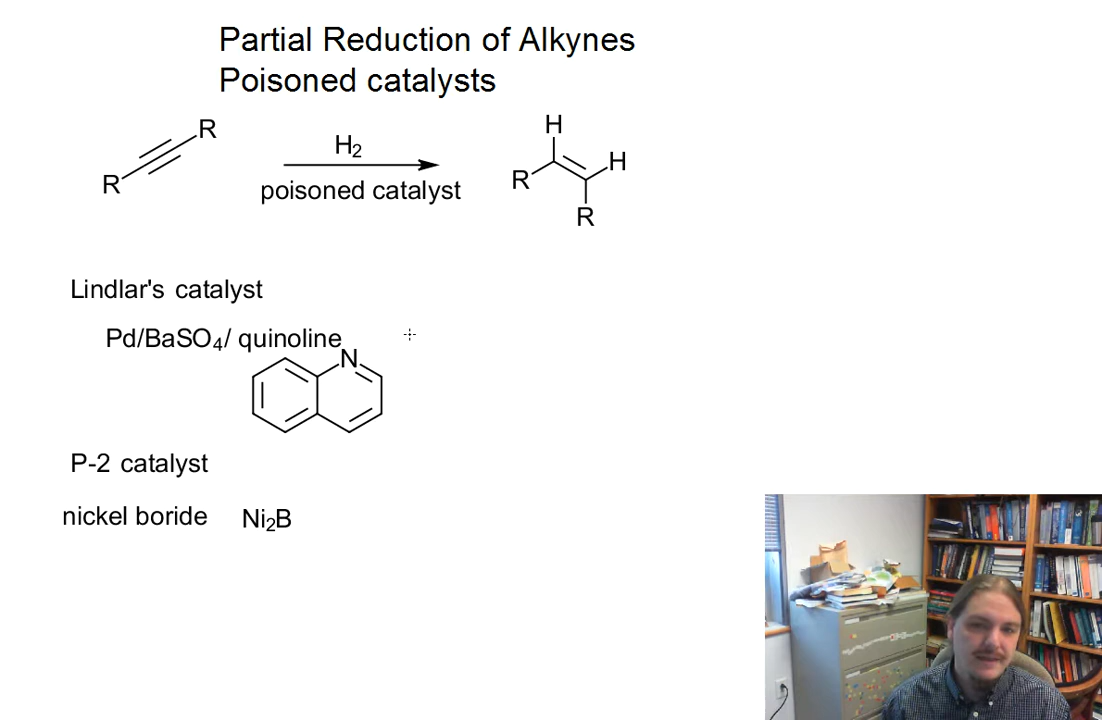 Partial Reduction of Alkynes
Poisoned catalysts
R
R
H₂
poisoned catalyst
H
H
R
R
Lindlar's catalyst
Pd/BaSO₄/ quinoline
N
P-2 catalyst
nickel boride Ni₂B